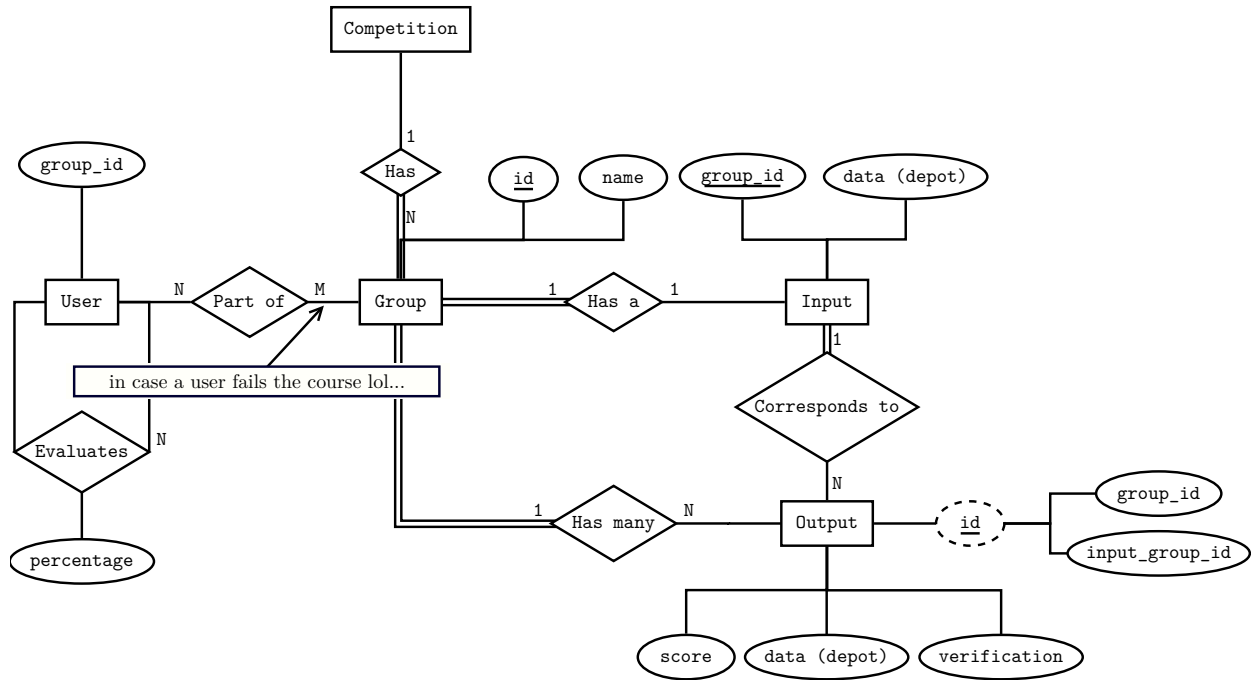 Competition
1
Has
N
group_id
id
name
group_id
data (depot)
User
N
Part of
M
Group
1
Has a
1
Input
1
in case a user fails the course lol...
Corresponds to
Evaluates
N
N
1
Has many
N
Output
id
group_id
input_group_id
percentage
score
data (depot)
verification